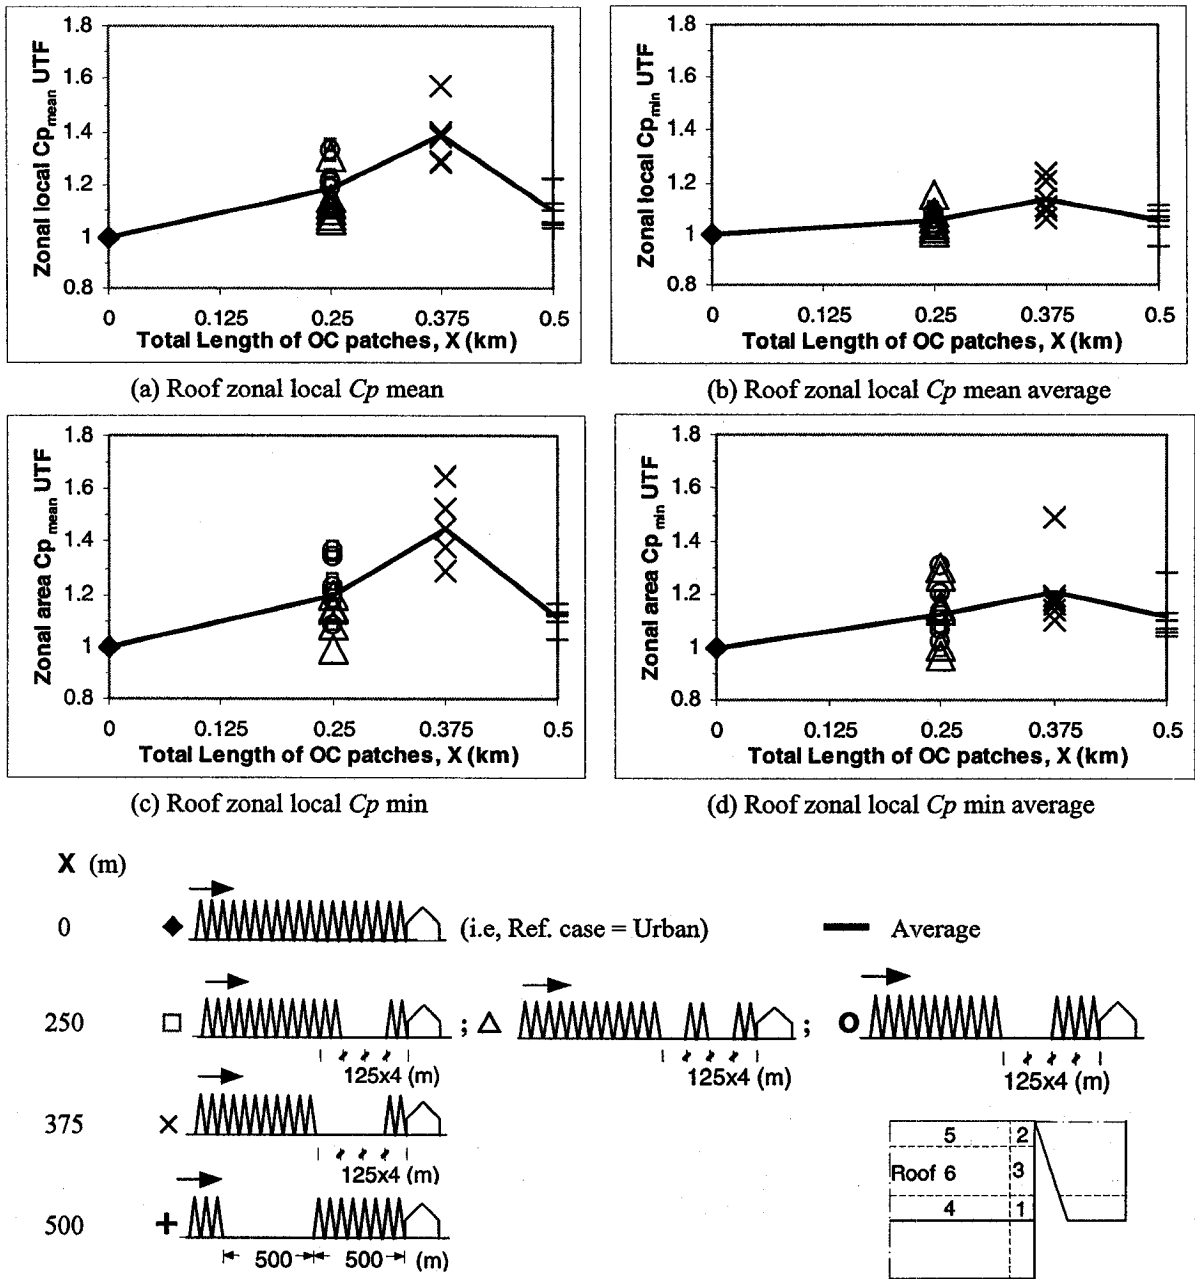 1.8
1.6
1.4
1.2
1
0.8
Zonal local Cp mean UTF
0 0.125 0.25 0.375 0.5
Total Length of OC patches, X (km)
(a) Roof zonal local Cp mean
1.8
1.6
1.4
1.2
1
0.8
Zonal local Cp min UTF
0 0.125 0.25 0.375 0.5
Total Length of OC patches, X (km)
(b) Roof zonal local Cp mean average
1.8
1.6
1.4
1.2
1
0.8
Zonal area Cp mean UTF
0 0.125 0.25 0.375 0.5
Total Length of OC patches, X (km)
(c) Roof zonal local Cp min
1.8
1.6
1.4
1.2
1
0.8
Zonal area Cp min UTF
0 0.125 0.25 0.375 0.5
Total Length of OC patches, X (km)
(d) Roof zonal local Cp min average
X (m)
0 (i.e, Ref. case = Urban) Average
250 ; ;
125x4 (m) 125x4 (m) 125x4 (m)
375
125x4 (m)
500
500 500 (m)
5 2
Roof 6 3
4 1